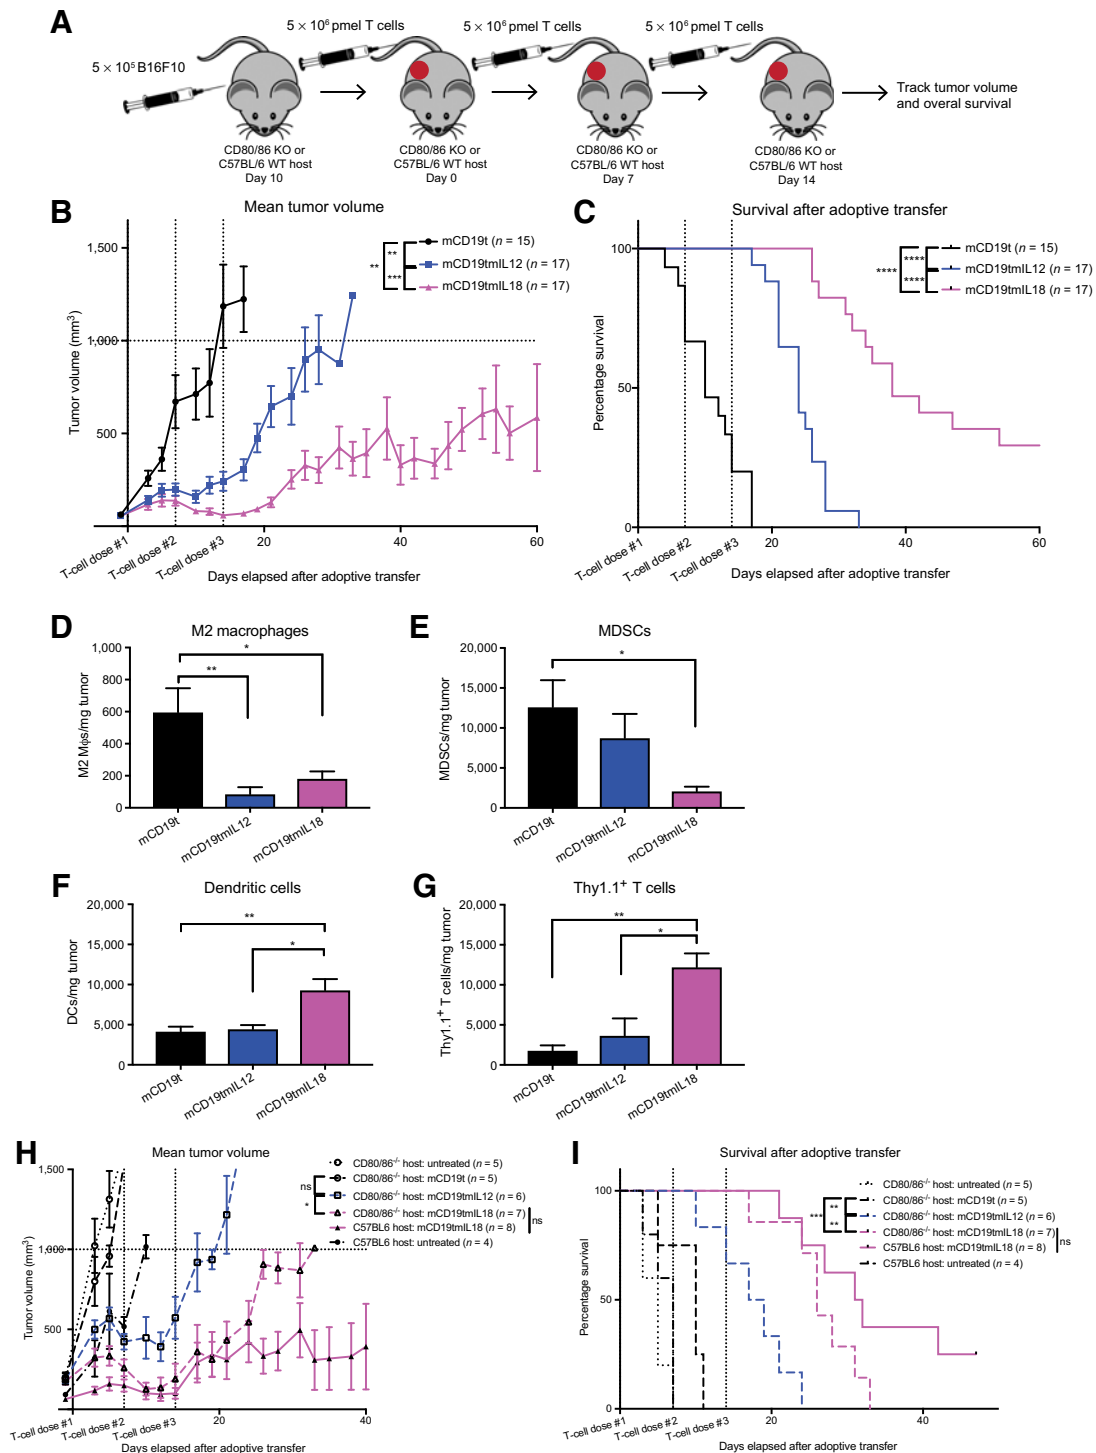 A
5 × 10⁵ B16F10
5 × 10⁶ pmel T cells
5 × 10⁶ pmel T cells
5 × 10⁶ pmel T cells
CD80/86 KO or
C57BL/6 WT host
Day 10
CD80/86 KO or
C57BL/6 WT host
Day 0
CD80/86 KO or
C57BL/6 WT host
Day 7
CD80/86 KO or
C57BL/6 WT host
Day 14
Track tumor volume
and overal survival
B
Mean tumor volume
Tumor volume (mm³)
1,500
1,000
500
mCD19t (n = 15)
mCD19tmIL12 (n = 17)
mCD19tmIL18 (n = 17)
**
**
***
T-cell dose #1
T-cell dose #2
T-cell dose #3
20
40
60
Days elapsed after adoptive transfer
C
Survival after adoptive transfer
Percentage survival
100
50
0
mCD19t (n = 15)
mCD19tmIL12 (n = 17)
mCD19tmIL18 (n = 17)
****
****
****
T-cell dose #1
T-cell dose #2
T-cell dose #3
20
40
60
Days elapsed after adoptive transfer
D
M2 macrophages
M2 Mφs/mg tumor
1,000
800
600
400
200
0
*
**
mCD19t
mCD19tmIL12
mCD19tmIL18
E
MDSCs
MDSCs/mg tumor
20,000
15,000
10,000
5,000
0
*
mCD19t
mCD19tmIL12
mCD19tmIL18
F
Dendritic cells
DCs/mg tumor
20,000
15,000
10,000
5,000
0
**
*
mCD19t
mCD19tmIL12
mCD19tmIL18
G
Thy1.1⁺ T cells
Thy1.1⁺ T cells/mg tumor
20,000
15,000
10,000
5,000
0
**
*
mCD19t
mCD19tmIL12
mCD19tmIL18
H
Mean tumor volume
Tumor volume (mm³)
1,500
1,000
500
CD80/86⁻/⁻ host: untreated (n = 5)
CD80/86⁻/⁻ host: mCD19t (n = 5)
CD80/86⁻/⁻ host: mCD19tmIL12 (n = 6)
CD80/86⁻/⁻ host: mCD19tmIL18 (n = 7)
C57BL6 host: mCD19tmIL18 (n = 8)
C57BL6 host: untreated (n = 4)
ns
*
ns
T-cell dose #1
T-cell dose #2
T-cell dose #3
20
40
Days elapsed after adoptive transfer
I
Survival after adoptive transfer
Percentage survival
100
50
0
CD80/86⁻/⁻ host: untreated (n = 5)
CD80/86⁻/⁻ host: mCD19t (n = 5)
CD80/86⁻/⁻ host: mCD19tmIL12 (n = 6)
CD80/86⁻/⁻ host: mCD19tmIL18 (n = 7)
C57BL6 host: mCD19tmIL18 (n = 8)
C57BL6 host: untreated (n = 4)
***
**
**
ns
T-cell dose #1
T-cell dose #2
T-cell dose #3
20
40
Days elapsed after adoptive transfer